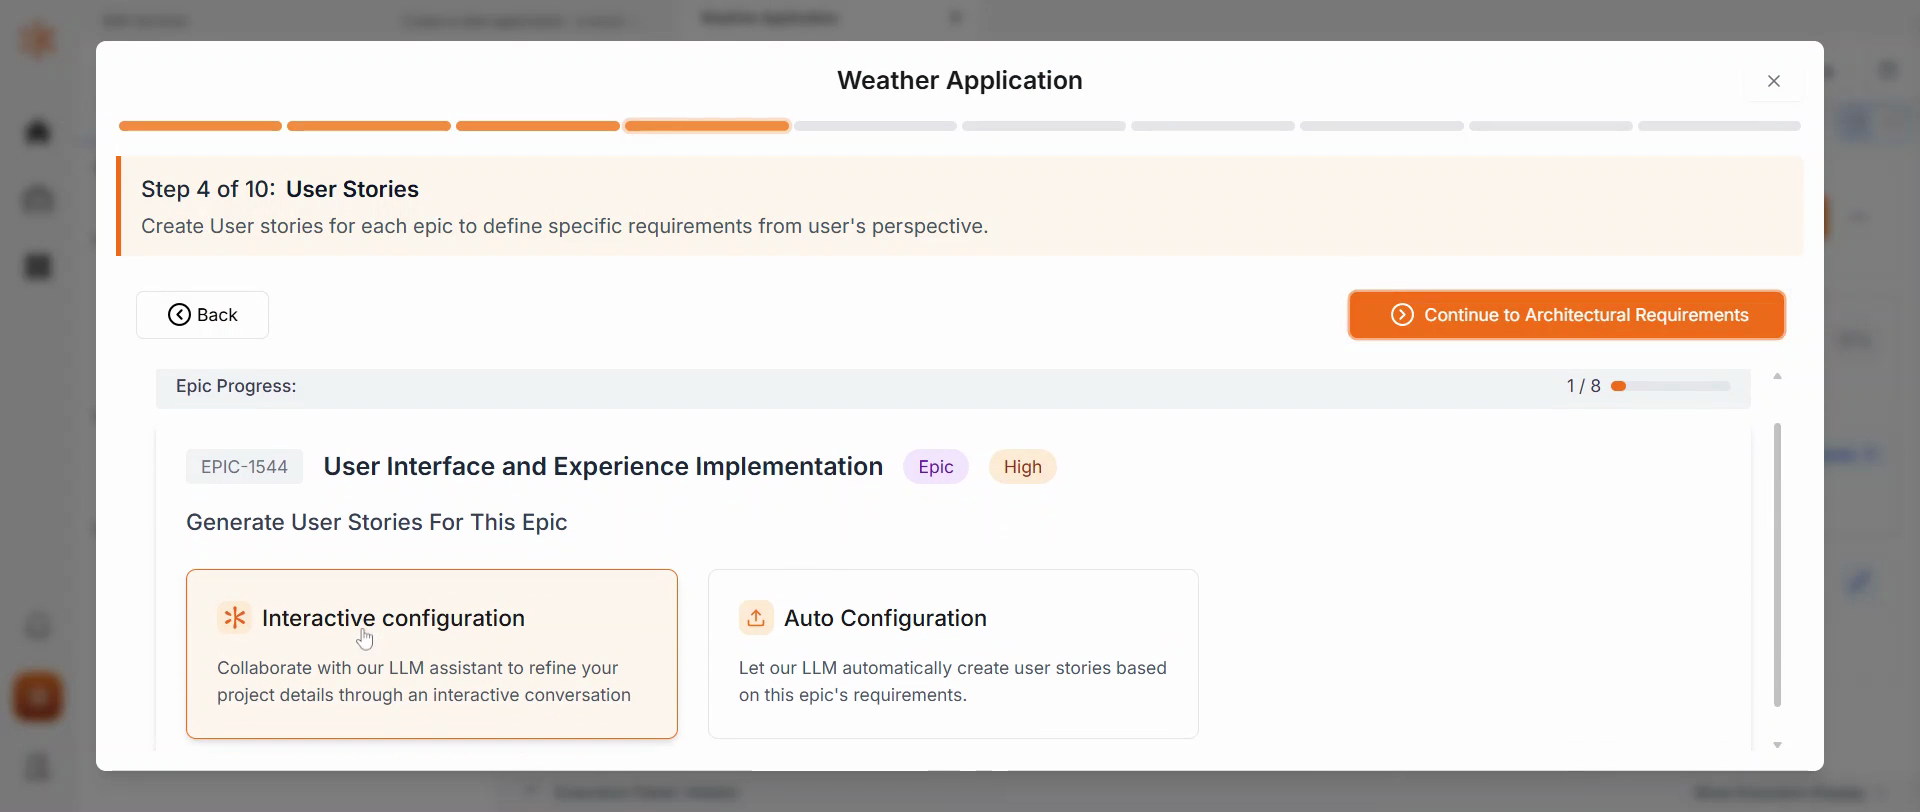 Weather Application
Step 4 of 10: User Stories
Create User stories for each epic to define specific requirements from user's perspective.
Back
Continue to Architectural Requirements
Epic Progress:
1 / 8
EPIC-1544
User Interface and Experience Implementation
Epic
High
Generate User Stories For This Epic
Interactive configuration
Collaborate with our LLM assistant to refine your
project details through an interactive conversation
Auto Configuration
Let our LLM automatically create user stories based
on this epic's requirements.